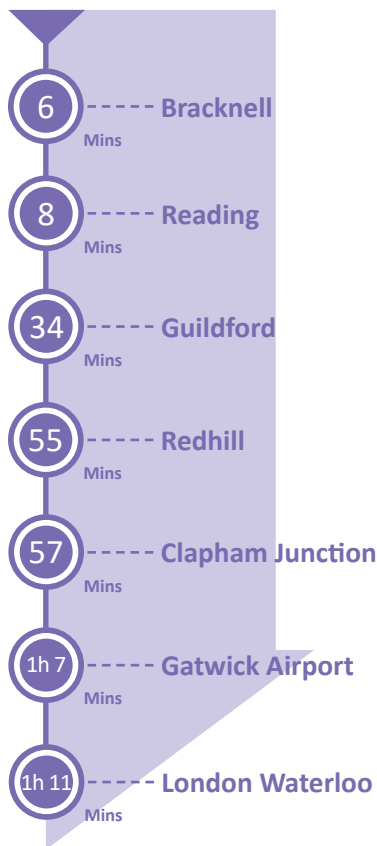 6 Bracknell
Mins
8 Reading
Mins
34 Guildford
Mins
55 Redhill
Mins
57 Clapham Junction
Mins
1h 7 Gatwick Airport
Mins
1h 11 London Waterloo
Mins